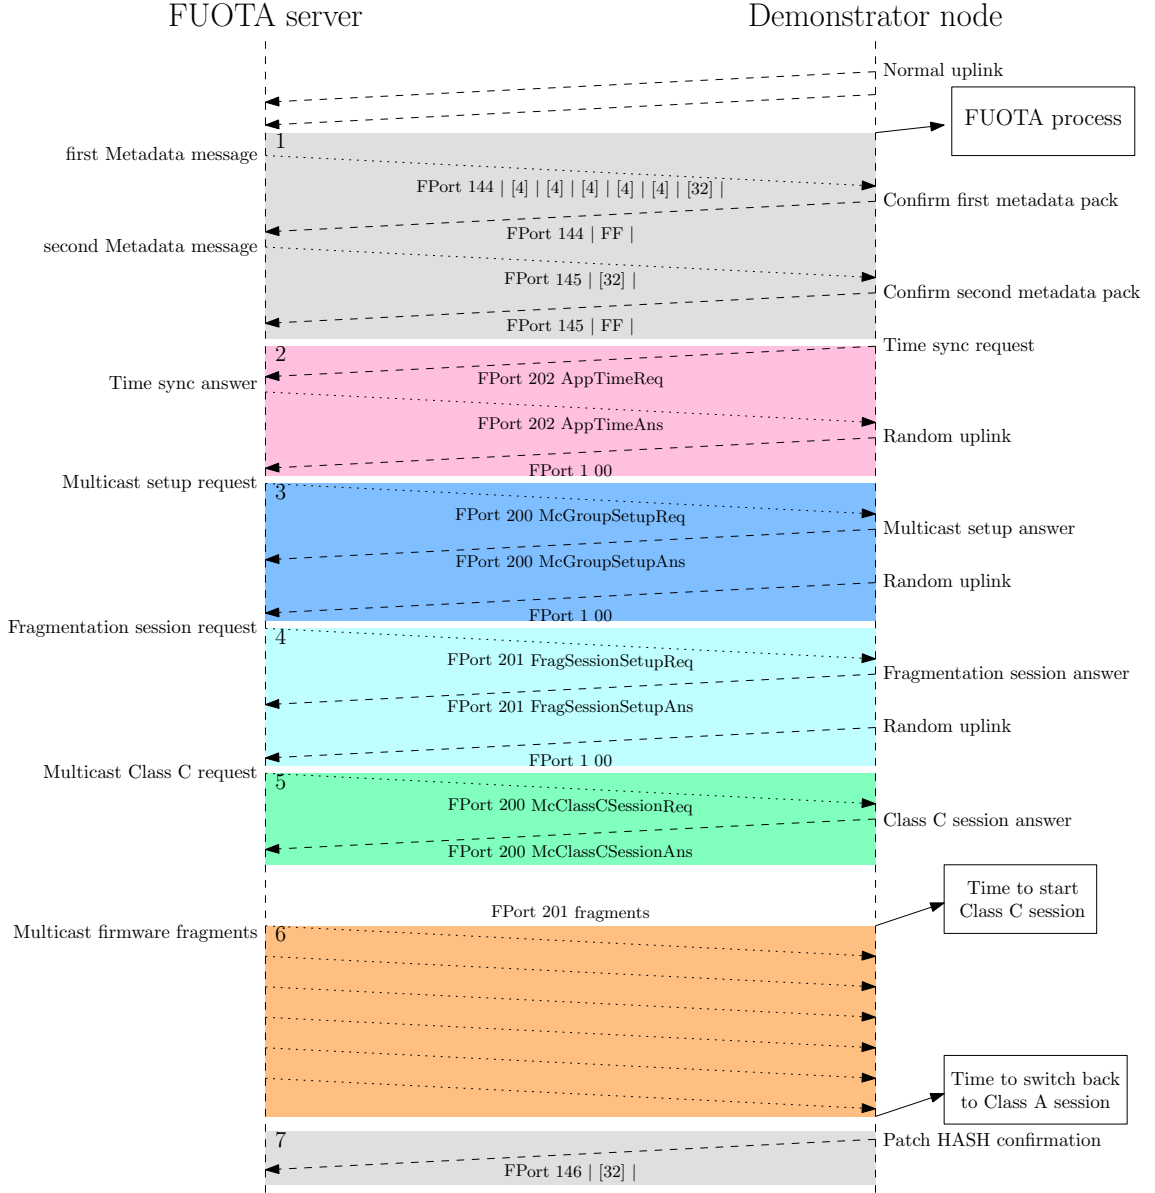 FUOTA server
Demonstrator node
Normal uplink
FUOTA process
1
first Metadata message
FPort 144 | [4] | [4] | [4] | [4] | [4] | [32] |
Confirm first metadata pack
FPort 144 | FF |
second Metadata message
FPort 145 | [32] |
Confirm second metadata pack
FPort 145 | FF |
Time sync request
2
FPort 202 AppTimeReq
Time sync answer
FPort 202 AppTimeAns
Random uplink
FPort 1 00
Multicast setup request
3
FPort 200 McGroupSetupReq
Multicast setup answer
FPort 200 McGroupSetupAns
Random uplink
FPort 1 00
Fragmentation session request
4
FPort 201 FragSessionSetupReq
Fragmentation session answer
FPort 201 FragSessionSetupAns
Random uplink
FPort 1 00
Multicast Class C request
5
FPort 200 McClassCSessionReq
Class C session answer
FPort 200 McClassCSessionAns
Time to start
Class C session
FPort 201 fragments
Multicast firmware fragments
6
Time to switch back
to Class A session
7
Patch HASH confirmation
FPort 146 | [32] |